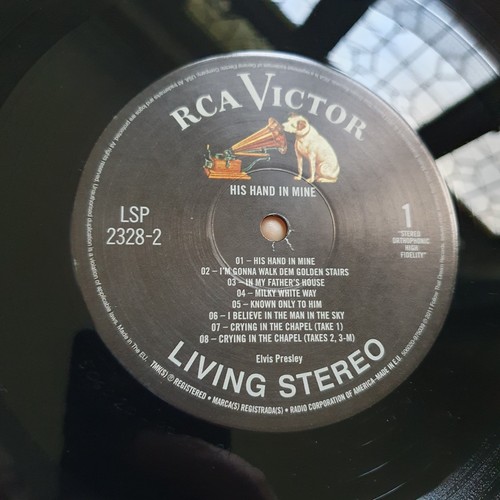 RCA VICTOR
HIS HAND IN MINE
LSP
2328-2
1
"STEREO
ORTHOPHONIC
HIGH
FIDELITY"
01 – HIS HAND IN MINE
02 – I'M GONNA WALK DEM GOLDEN STAIRS
03 – IN MY FATHER'S HOUSE
04 – MILKY WHITE WAY
05 – KNOWN ONLY TO HIM
06 – I BELIEVE IN THE MAN IN THE SKY
07 – CRYING IN THE CHAPEL (TAKE 1)
08 – CRYING IN THE CHAPEL (TAKES 2, 3-M)
Elvis Presley
LIVING STEREO
TMK(S) ® REGISTERED • MARCA(S) REGISTRADA(S) • RADIO CORPORATION OF AMERICA-MADE IN E.U.
Made in The EU.